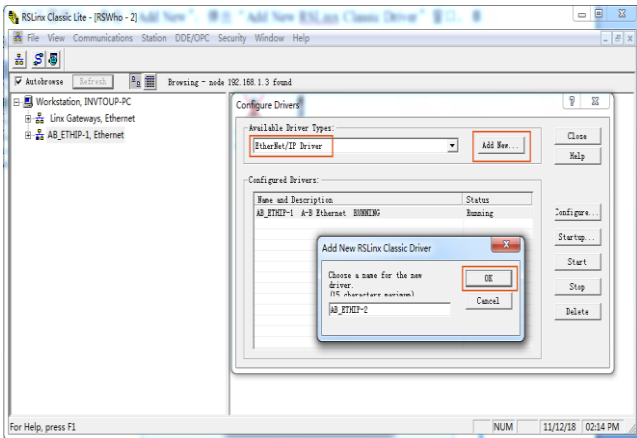 RSLinx Classic Lite - [RSWho - 2]
File View Communications Station DDE/OPC Security Window Help
Autobrowse Refresh Browsing - node 192.168.1.3 found
Workstation, INVTOUP-PC
Linx Gateways, Ethernet
AB_ETHIP-1, Ethernet
Configure Drivers
Available Driver Types:
EtherNet/IP Driver
Add New...
Close
Help
Configured Drivers:
Name and Description Status
AB_ETHIP-1 A-B Ethernet RUNNING Running
Configure...
Startup...
Start
Stop
Delete
Add New RSLinx Classic Driver
Choose a name for the new
driver.
(15 characters maximum)
AB_ETHIP-2
OK
Cancel
For Help, press F1 NUM 11/12/18 02:14 PM